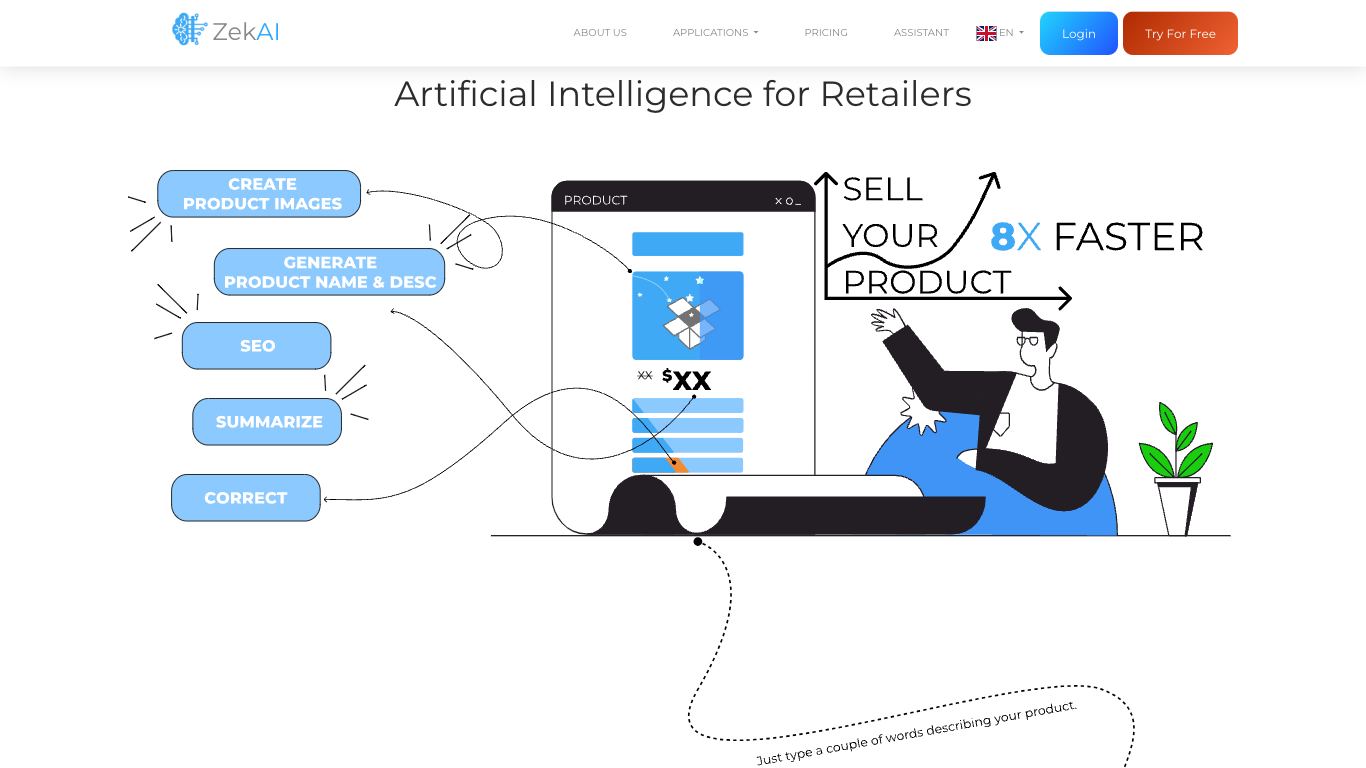 ZekAI
ABOUT US
APPLICATIONS
PRICING
ASSISTANT
EN
Login
Try For Free
Artificial Intelligence for Retailers
CREATE
PRODUCT IMAGES
GENERATE
PRODUCT NAME & DESC
SEO
SUMMARIZE
CORRECT
PRODUCT
x o _
XX $XX
SELL
YOUR
PRODUCT
8X FASTER
Just type a couple of words describing your product.